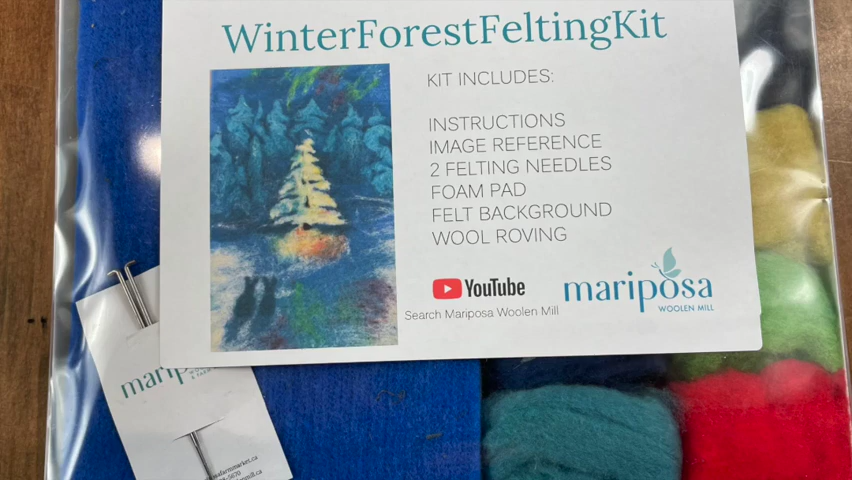 WinterForestFeltingKit
KIT INCLUDES:
INSTRUCTIONS
IMAGE REFERENCE
2 FELTING NEEDLES
FOAM PAD
FELT BACKGROUND
WOOL ROVING
YouTube
Search Mariposa Woolen Mill
mariposa
WOOLEN MILL